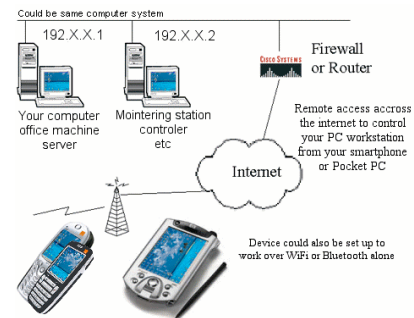 Could be same computer system
192.X.X.1
192.X.X.2
CISCO SYSTEMS
Firewall
or Router
Your computer
office machine
server
Mointering station
controler
etc
Remote access accross
the internet to control
your PC workstation
from your smartphone
or Pocket PC
Internet
Device could also be set up to
work over WiFi or Bluetooth alone